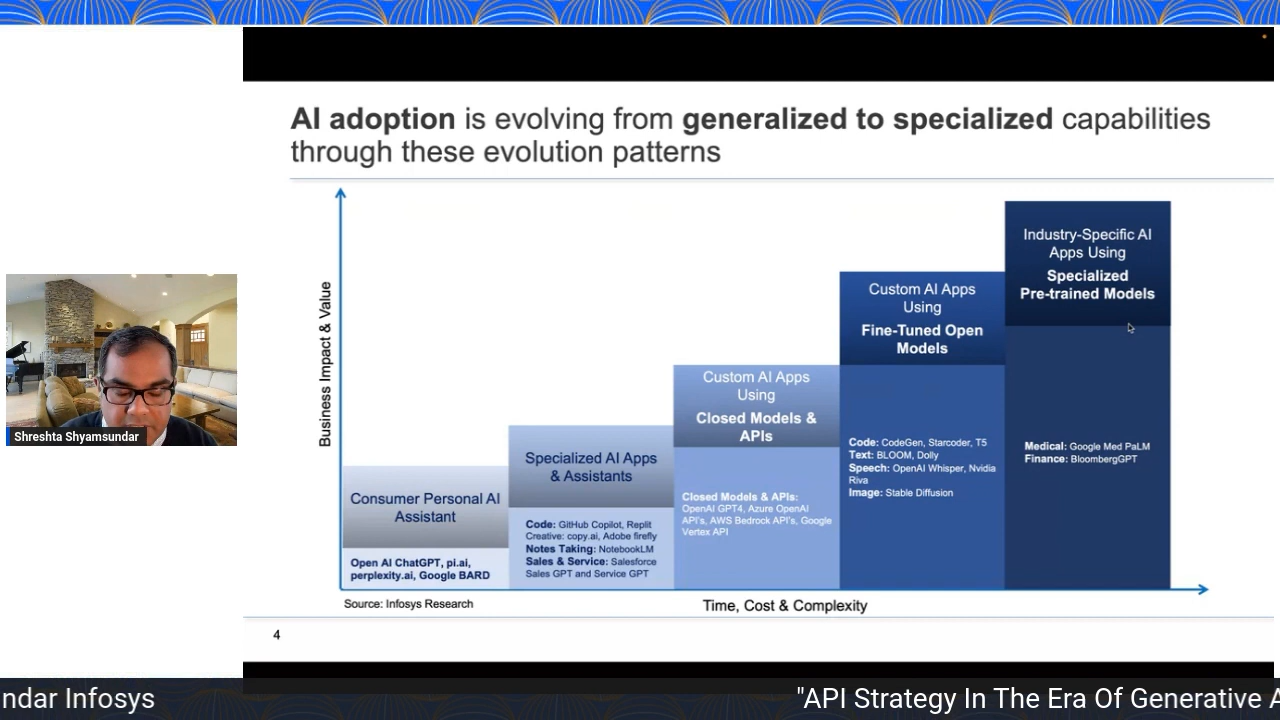 AI adoption is evolving from generalized to specialized capabilities
through these evolution patterns
Business Impact & Value
Consumer Personal AI
Assistant
Open AI ChatGPT, pi.ai,
perplexity.ai, Google BARD
Specialized AI Apps
& Assistants
Code: GitHub Copilot, Replit
Creative: copy.ai, Adobe firefly
Notes Taking: NotebookLM
Sales & Service: Salesforce
Sales GPT and Service GPT
Custom AI Apps
Using
Closed Models &
APIs
Closed Models & APIs:
OpenAI GPT4, Azure OpenAI
API's, AWS Bedrock API's, Google
Vertex API
Custom AI Apps
Using
Fine-Tuned Open
Models
Code: CodeGen, Starcoder, T5
Text: BLOOM, Dolly
Speech: OpenAI Whisper, Nvidia
Riva
Image: Stable Diffusion
Industry-Specific AI
Apps Using
Specialized
Pre-trained Models
Medical: Google Med PaLM
Finance: BloombergGPT
Source: Infosys Research
Time, Cost & Complexity
4
Shreshta Shyamsundar
ndar Infosys
"API Strategy In The Era Of Generative A